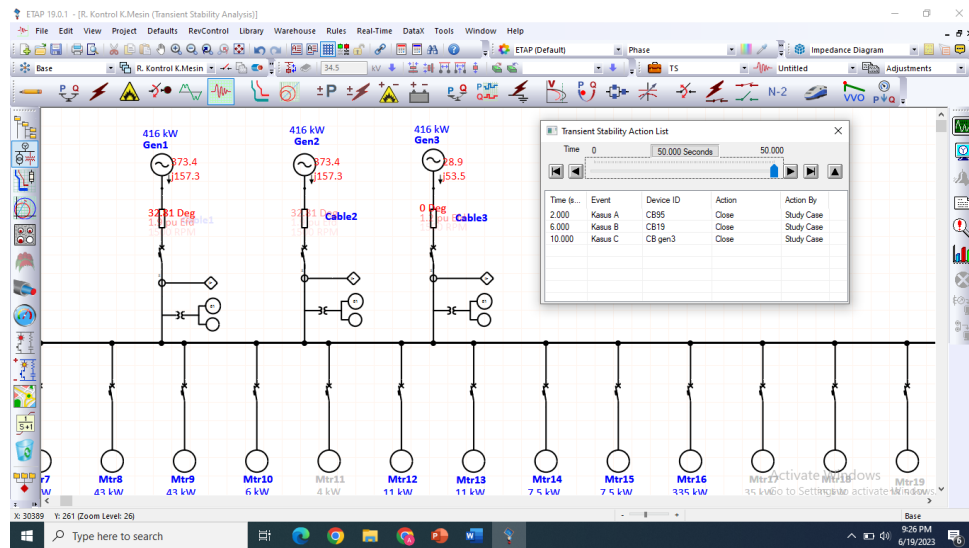 ETAP 19.0.1 - [R. Kontrol K.Mesin (Transient Stability Analysis)]
File Edit View Project Defaults RevControl Library Warehouse Rules Real-Time DataX Tools Window Help
ETAP (Default) Phase Impedance Diagram
Base R. Kontrol K.Mesin 34.5 kV TS Untitled Adjustments
N-2 VVO
416 kW
Gen1
373.4
j157.3
32.81 Deg
416 kW
Gen2
373.4
j157.3
Cable2
416 kW
Gen3
28.9
j53.5
0 Deg
Cable3
Transient Stability Action List
Time 0 50.000 Seconds 50.000
Time (s... Event Device ID Action Action By
2.000 Kasus A CB95 Close Study Case
6.000 Kasus B CB19 Close Study Case
10.000 Kasus C CB gen3 Close Study Case
r7 Mtr8 Mtr9 Mtr10 Mtr11 Mtr12 Mtr13 Mtr14 Mtr15 Mtr16 Mtr17 Mtr18 Mtr19
W 43 kW 43 kW 6 kW 4 kW 11 kW 11 kW 7.5 kW 7.5 kW 335 kW 35 kW
Activate Windows
Go to Settings to activate Windows.
X: 30389 Y: 261 (Zoom Level: 26) Base
Type here to search
9:26 PM
6/19/2023